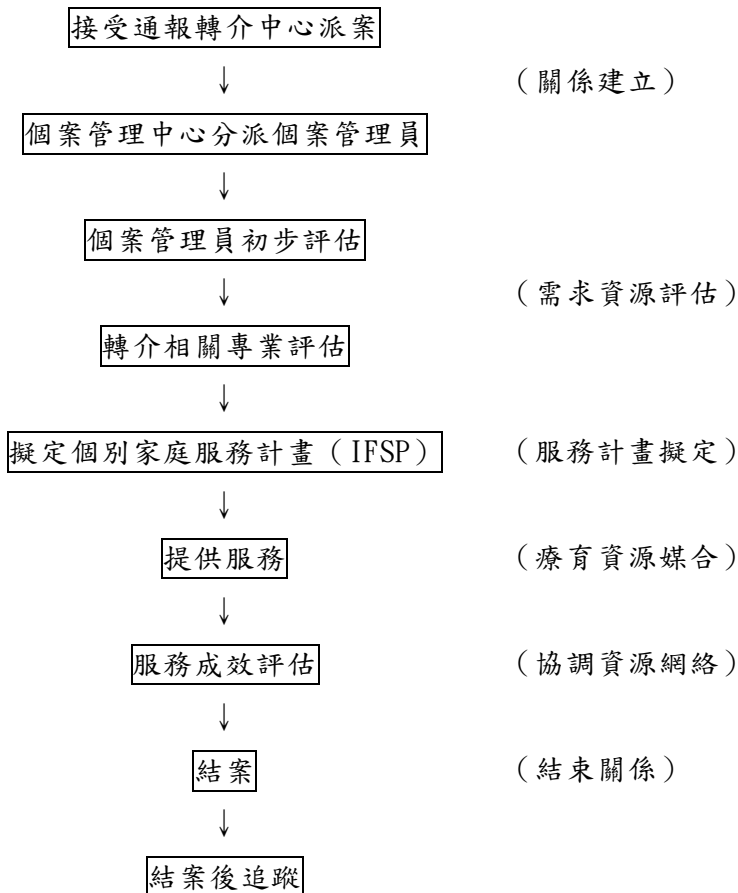 接受通報轉介中心派案
↓ （關係建立）
個案管理中心分派個案管理員
↓
個案管理員初步評估
↓ （需求資源評估）
轉介相關專業評估
↓
擬定個別家庭服務計畫（IFSP） （服務計畫擬定）
↓
提供服務 （療育資源媒合）
↓
服務成效評估 （協調資源網絡）
↓
結案 （結束關係）
↓
結案後追蹤